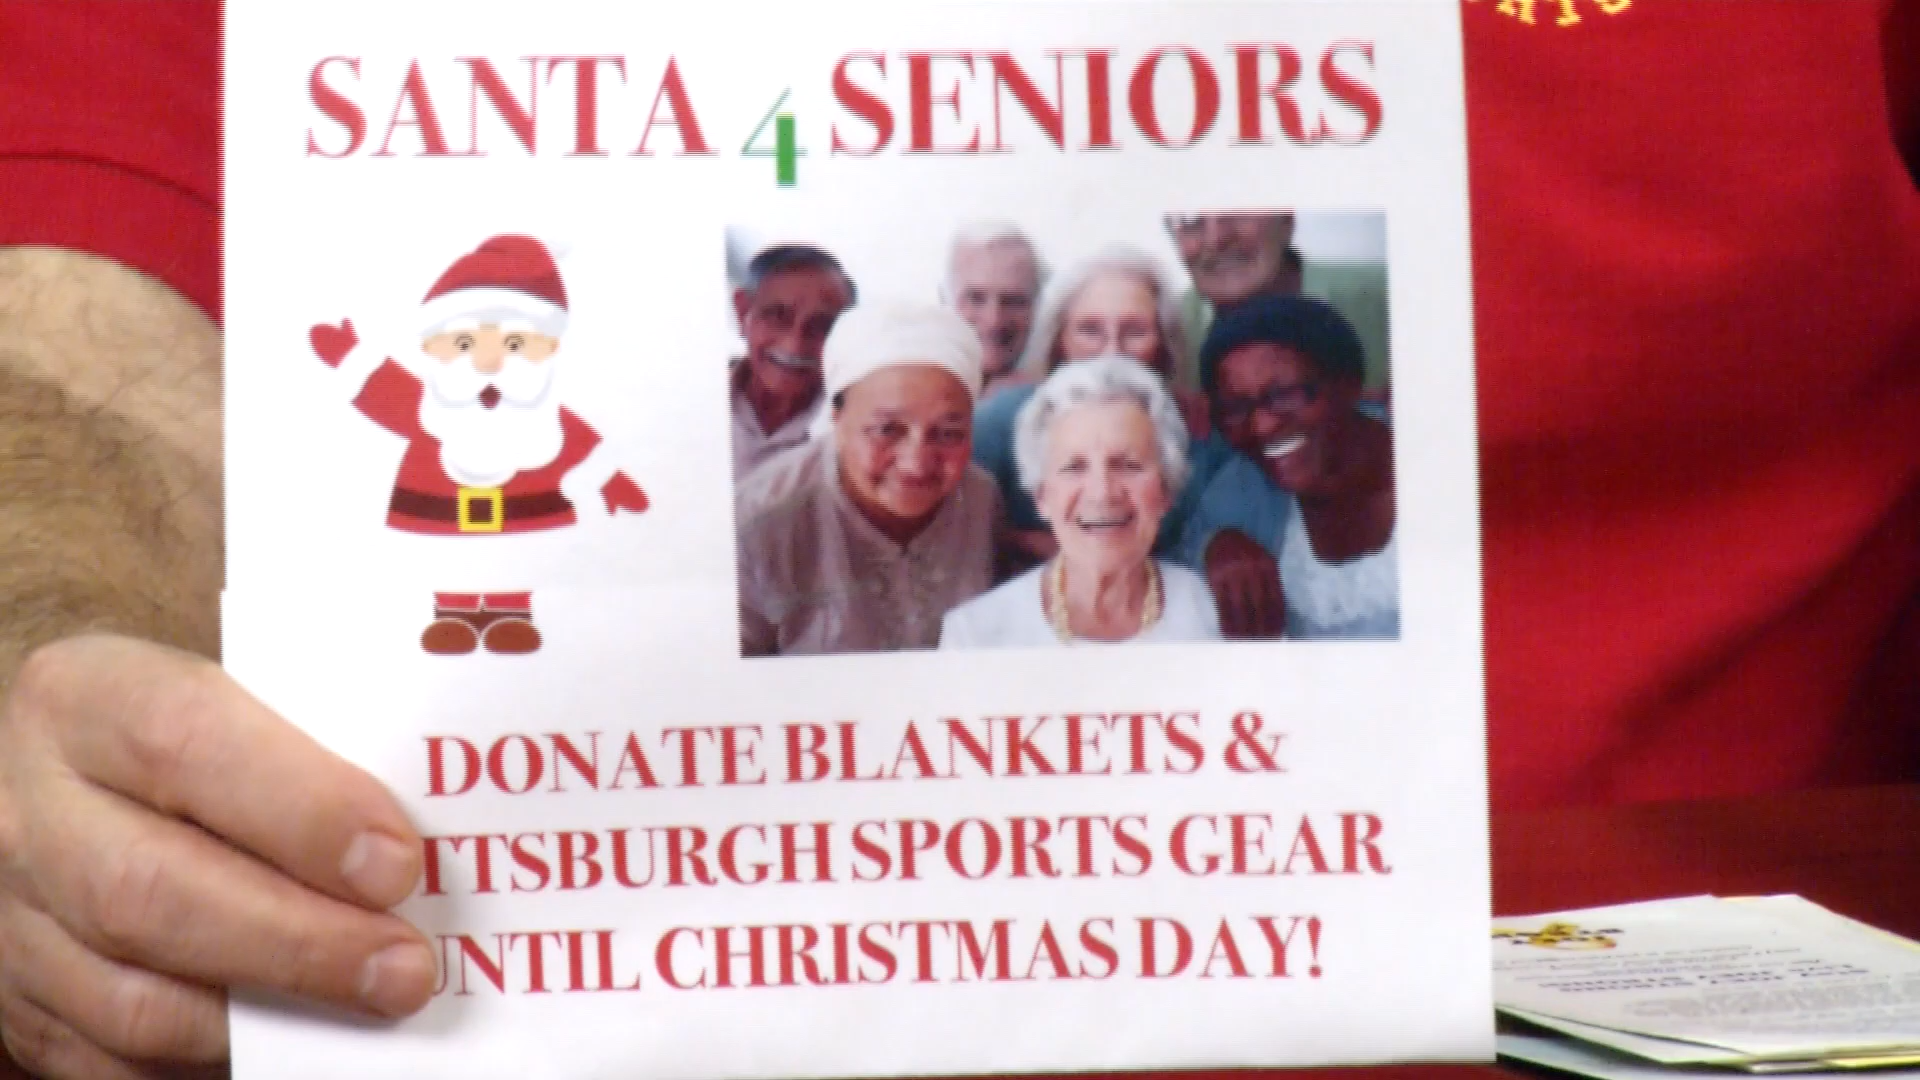 SANTA 4 SENIORS
DONATE BLANKETS &
TTSBURGH SPORTS GEAR
UNTIL CHRISTMAS DAY!